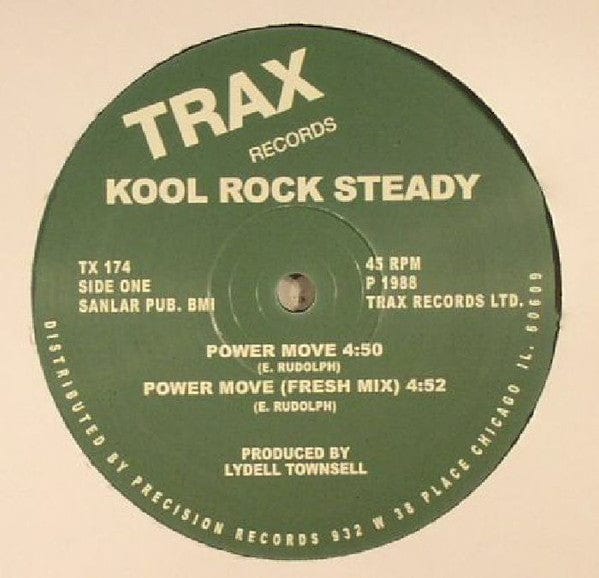 TRAX
RECORDS
KOOL ROCK STEADY
TX 174
SIDE ONE
SANLAR PUB. BMI
45 RPM
P 1988
TRAX RECORDS LTD.
POWER MOVE 4:50
(E. RUDOLPH)
POWER MOVE (FRESH MIX) 4:52
(E. RUDOLPH)
PRODUCED BY
LYDELL TOWNSELL
DISTRIBUTED BY PRECISION RECORDS 932 W 38 PLACE CHICAGO IL. 60609